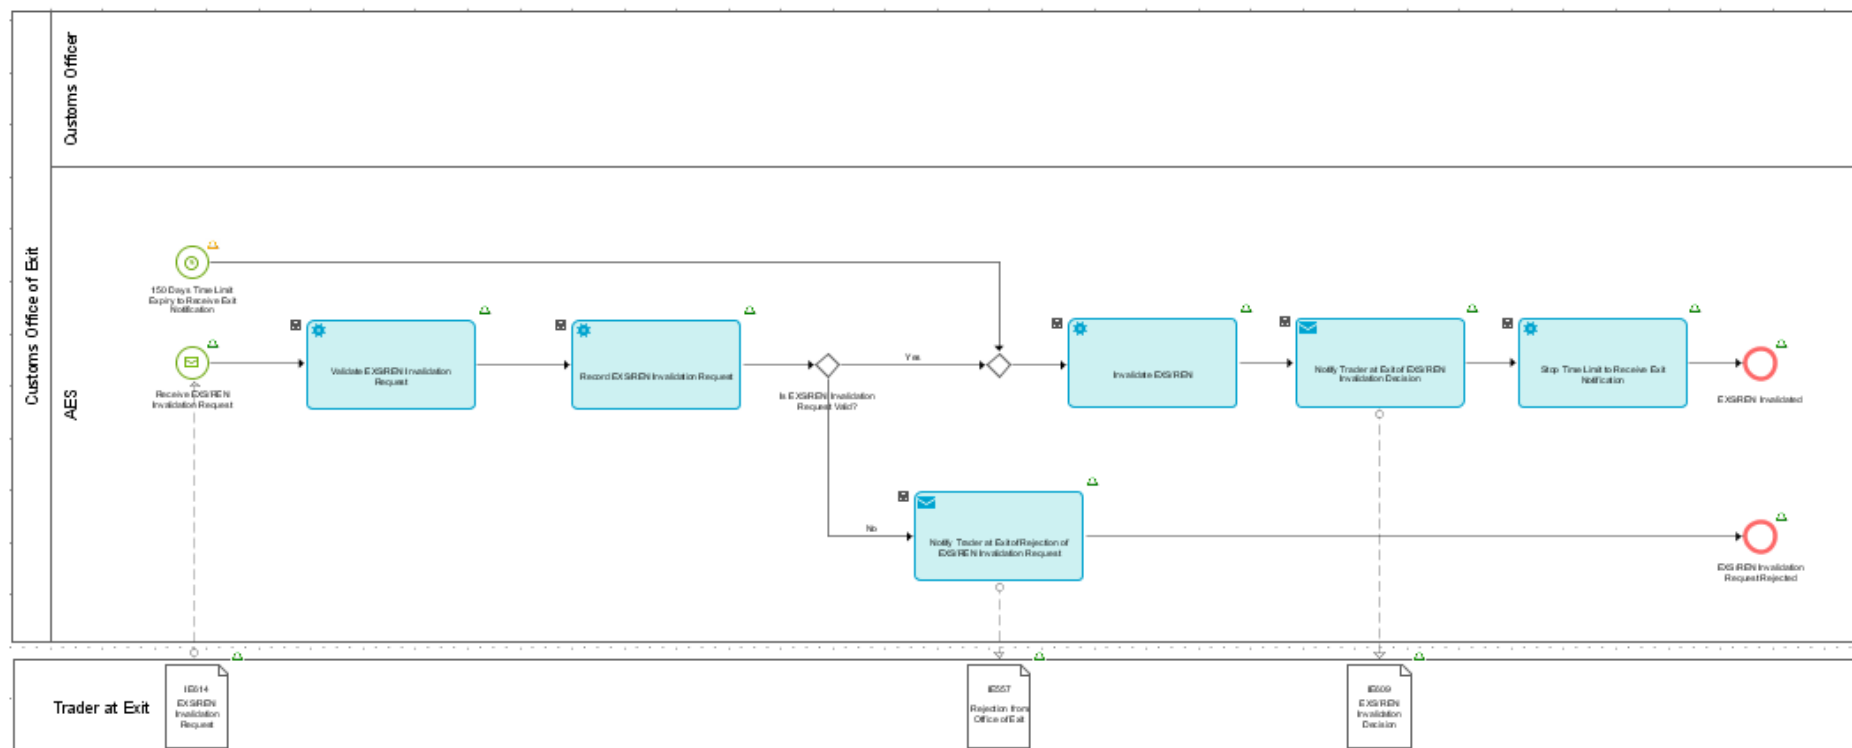 Customs Officer
Customs Office of Exit
AES
150 Days Time Limit
Expiry to Receive Exit
Notification
Receive EXS/REN
Invalidation Request
Validate EXS/REN Invalidation
Request
Record EXS/REN Invalidation Request
Is EXS/REN Invalidation
Request Valid?
Yes
No
Invalidate EXS/REN
Notify Trader at Exit of EXS/REN
Invalidation Decision
Stop Time Limit to Receive Exit
Notification
EXS/REN Invalidated
Notify Trader at Exit of Rejection of
EXS/REN Invalidation Request
EXS/REN Invalidation
Request Rejected
Trader at Exit
IE614
EXS/REN
Invalidation
Request
IE557
Rejection from
Office of Exit
IE609
EXS/REN
Invalidation
Decision